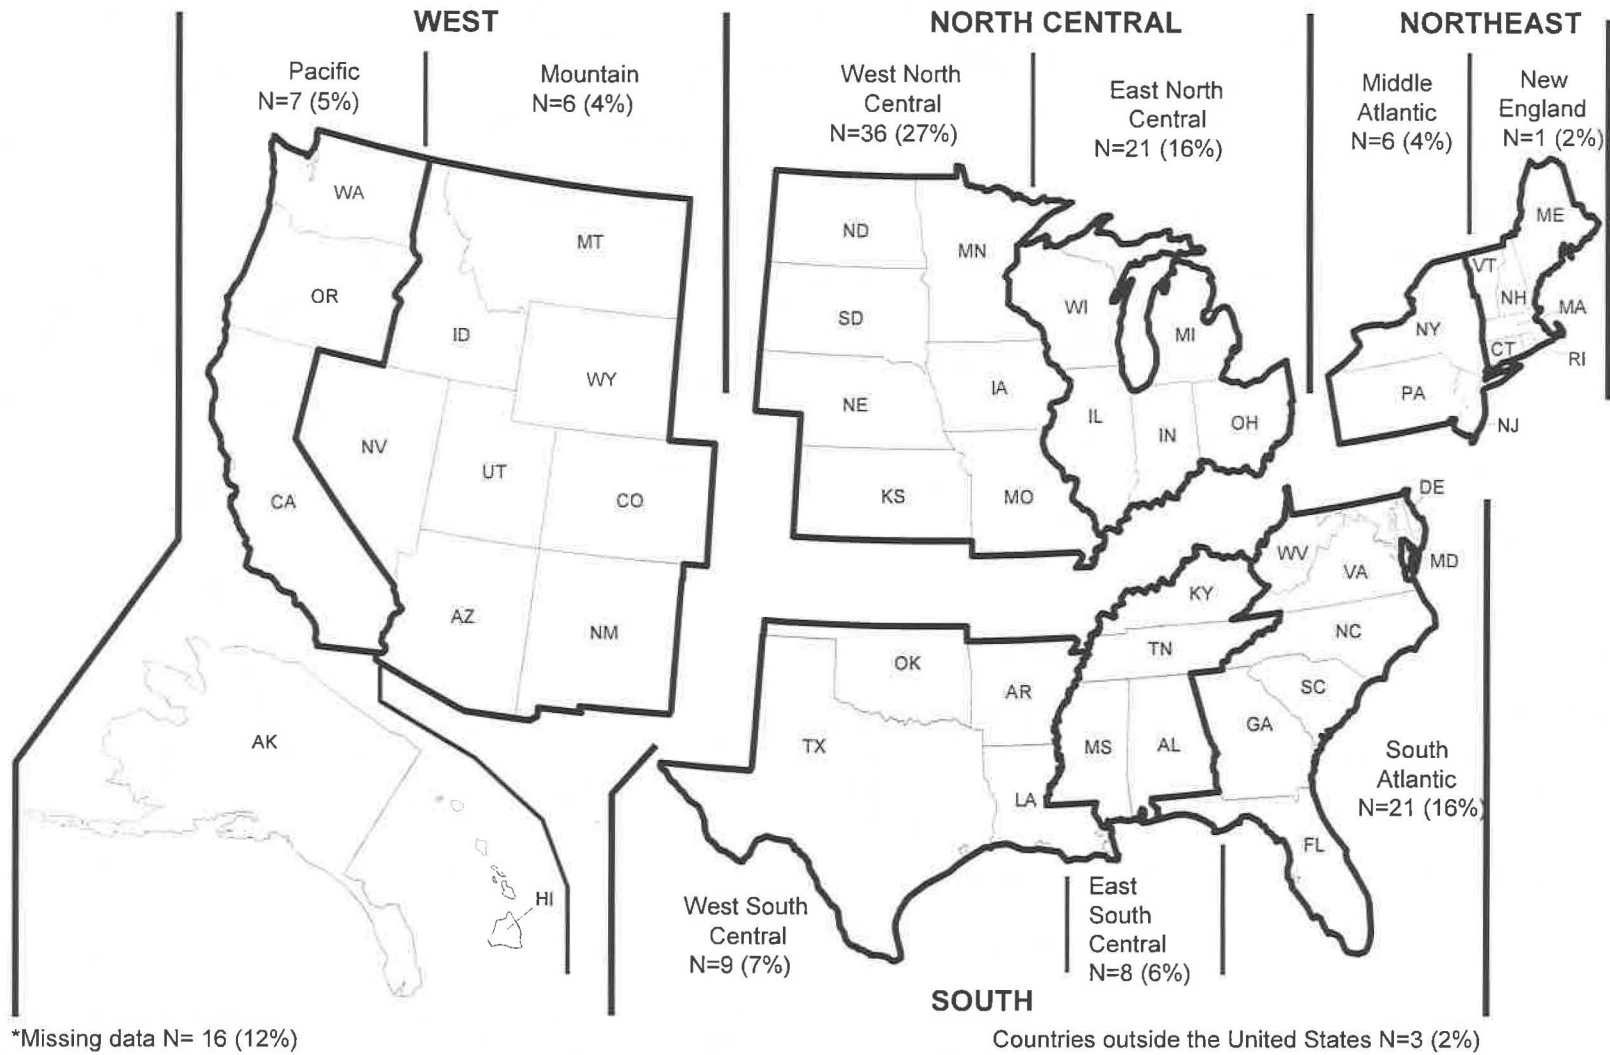 WEST
NORTH CENTRAL
NORTHEAST
Pacific
N=7 (5%)
Mountain
N=6 (4%)
West North
Central
N=36 (27%)
East North
Central
N=21 (16%)
Middle
Atlantic
N=6 (4%)
New
England
N=1 (2%)
WA
OR
CA
MT
ID
WY
NV
UT
CO
AZ
NM
AK
HI
ND
MN
SD
NE
IA
KS
MO
WI
MI
IL
IN
OH
ME
VT
NH
MA
NY
CT
RI
PA
NJ
DE
WV
VA
MD
KY
NC
TN
OK
AR
SC
TX
MS
AL
GA
LA
FL
South
Atlantic
N=21 (16%)
West South
Central
N=9 (7%)
East
South
Central
N=8 (6%)
SOUTH
*Missing data N= 16 (12%)
Countries outside the United States N=3 (2%)